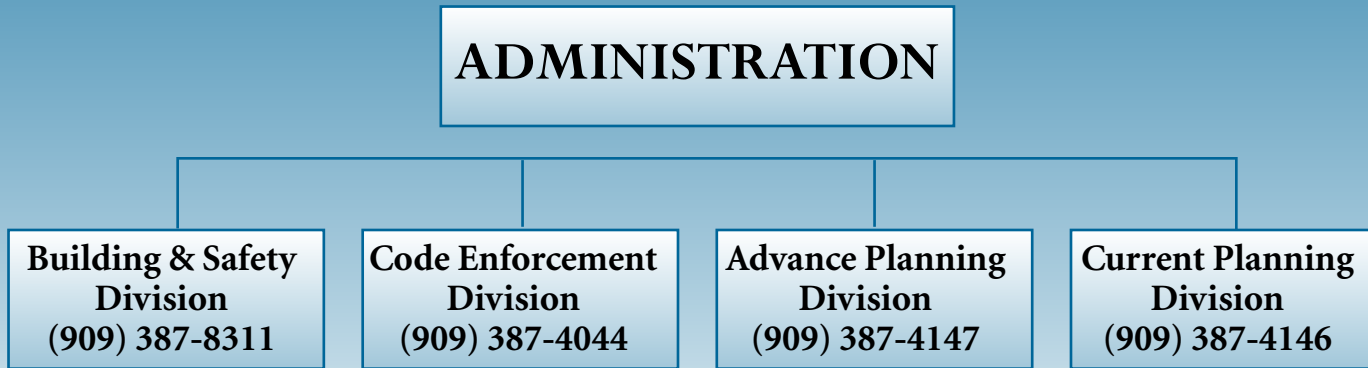 ADMINISTRATION
Building & Safety
Division
(909) 387-8311
Code Enforcement
Division
(909) 387-4044
Advance Planning
Division
(909) 387-4147
Current Planning
Division
(909) 387-4146